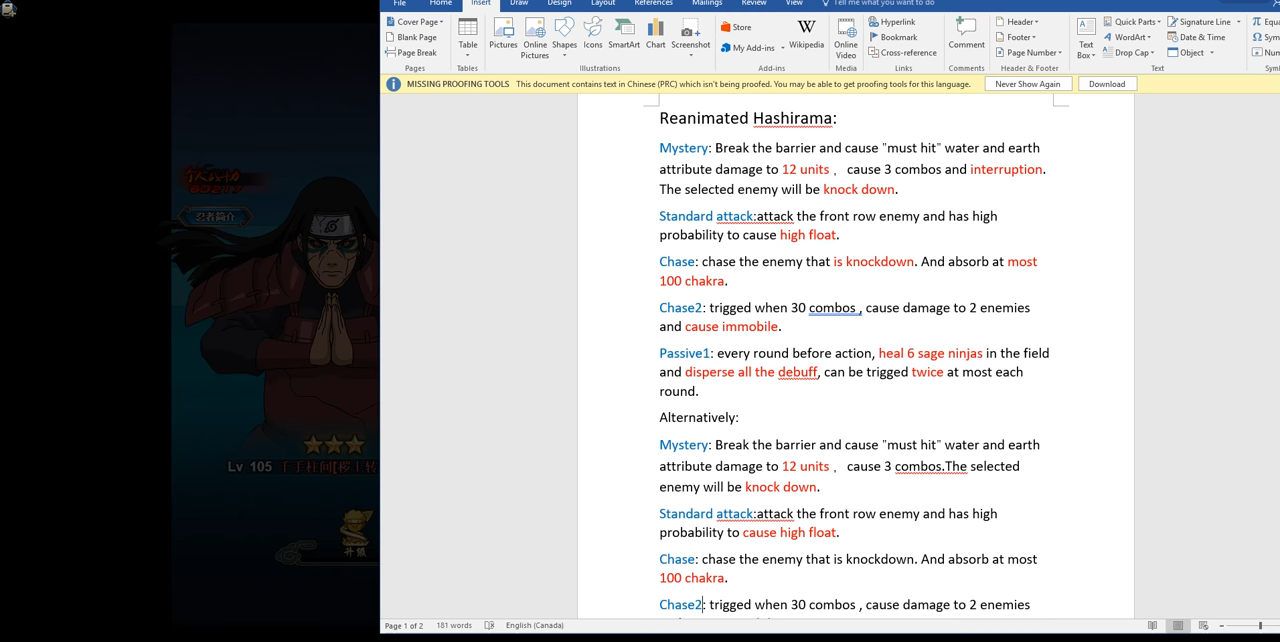 File Home Insert Draw Design Layout References Mailings Review View Tell me what you want to do
Cover Page
Blank Page
Page Break
Pages
Table
Tables
Pictures
Online Pictures
Shapes
Icons
SmartArt
Chart
Screenshot
Illustrations
Store
My Add-ins
Wikipedia
Add-ins
Online Video
Media
Hyperlink
Bookmark
Cross-reference
Links
Comment
Comments
Header
Footer
Page Number
Header & Footer
Text Box
Quick Parts
WordArt
Drop Cap
Signature Line
Date & Time
Object
Text
MISSING PROOFING TOOLS This document contains text in Chinese (PRC) which isn't being proofed. You may be able to get proofing tools for this language. Never Show Again Download
Reanimated Hashirama:
Mystery: Break the barrier and cause "must hit" water and earth
attribute damage to 12 units， cause 3 combos and interruption.
The selected enemy will be knock down.
Standard attack:attack the front row enemy and has high
probability to cause high float.
Chase: chase the enemy that is knockdown. And absorb at most
100 chakra.
Chase2: trigged when 30 combos , cause damage to 2 enemies
and cause immobile.
Passive1: every round before action, heal 6 sage ninjas in the field
and disperse all the debuff, can be trigged twice at most each
round.
Alternatively:
Mystery: Break the barrier and cause "must hit" water and earth
attribute damage to 12 units， cause 3 combos.The selected
enemy will be knock down.
Standard attack:attack the front row enemy and has high
probability to cause high float.
Chase: chase the enemy that is knockdown. And absorb at most
100 chakra.
Chase2: trigged when 30 combos , cause damage to 2 enemies
忍者简介
Lv 105 千手柱间[秽土转
升级
Page 1 of 2 181 words English (Canada)